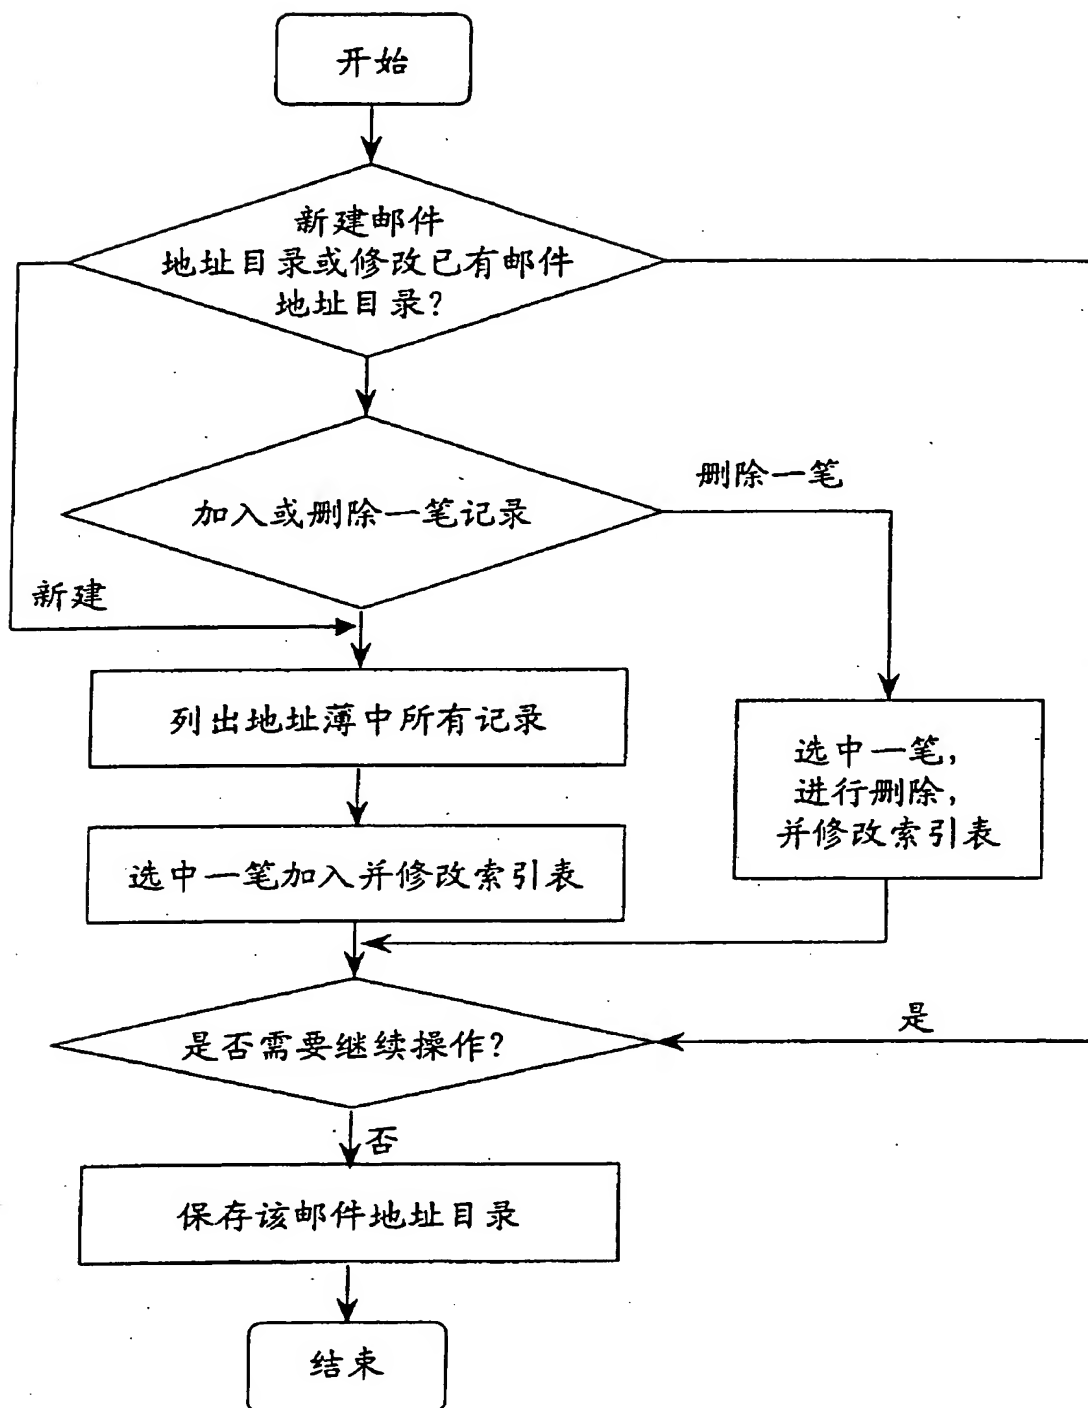 开始
新建邮件
地址目录或修改已有邮件
地址目录?
删除一笔
加入或删除一笔记录
新建
列出地址薄中所有记录
选中一笔,
进行删除,
并修改索引表
选中一笔加入并修改索引表
是
是否需要继续操作?
否
保存该邮件地址目录
结束